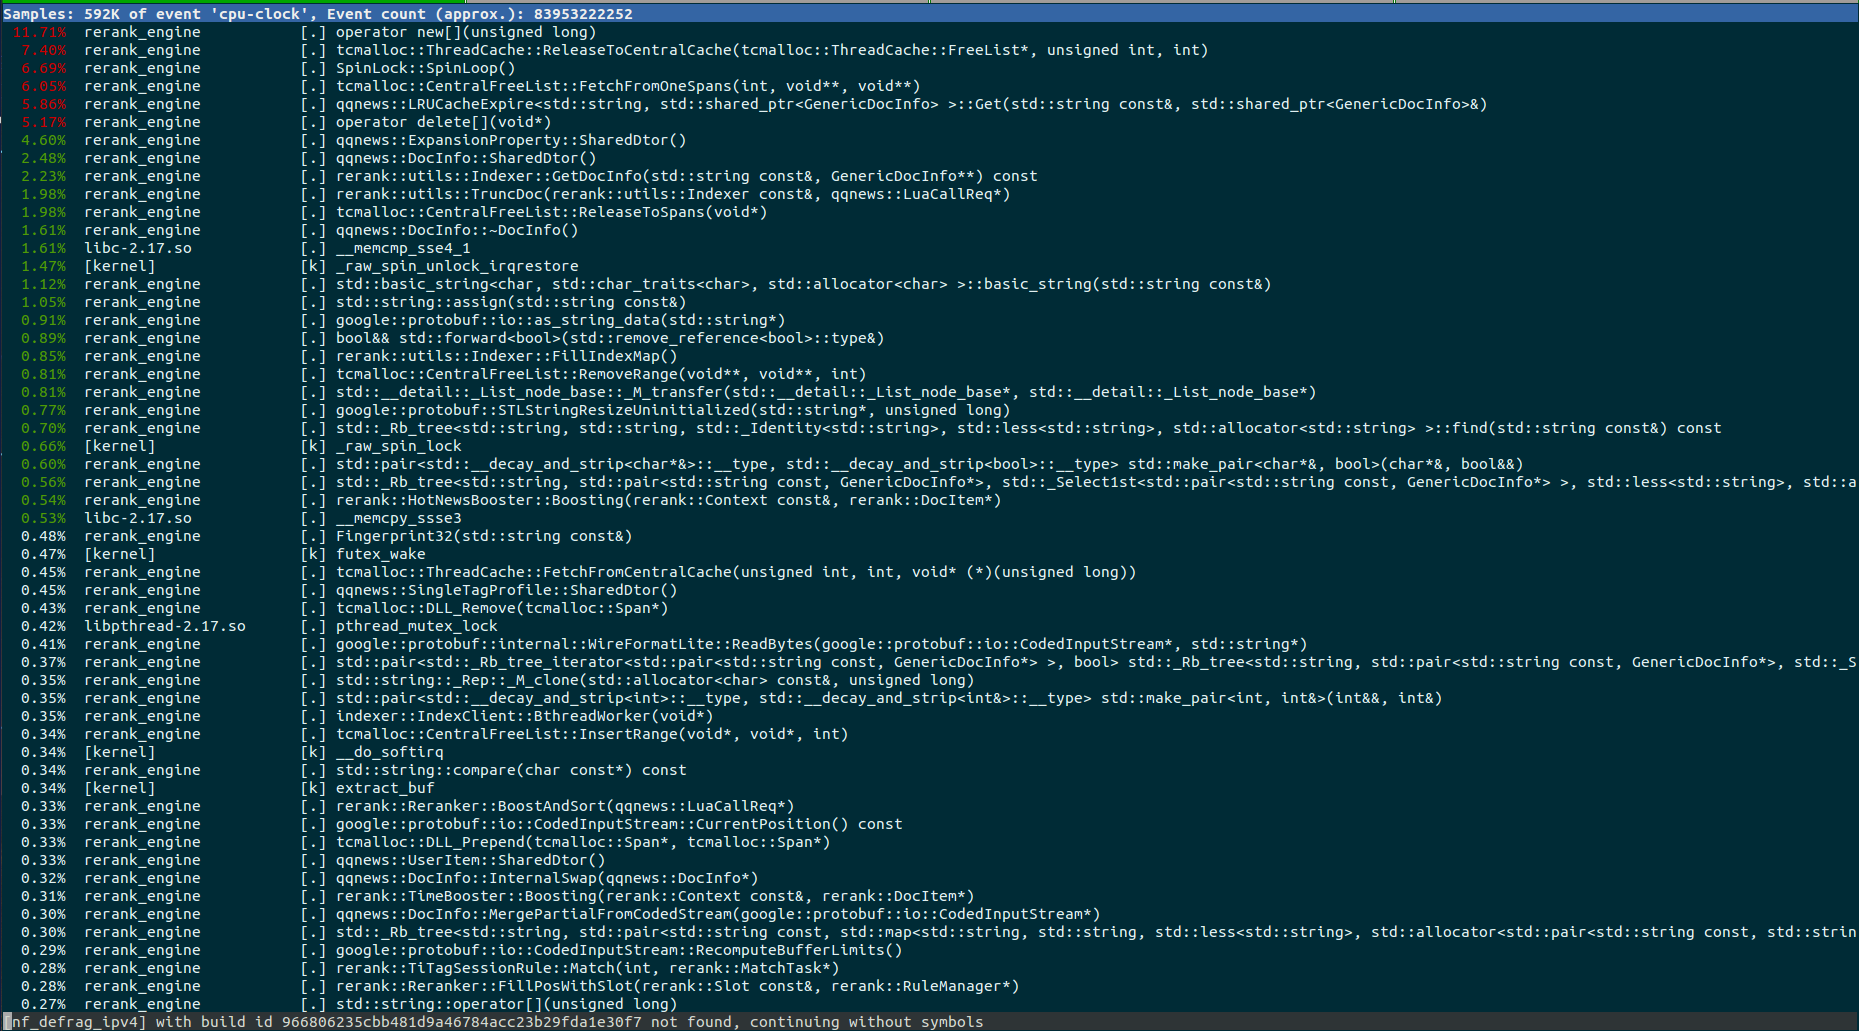 Samples: 592K of event 'cpu-clock', Event count (approx.): 83953222252
11.71% rerank_engine [.] operator new[](unsigned long)
7.40% rerank_engine [.] tcmalloc::ThreadCache::ReleaseToCentralCache(tcmalloc::ThreadCache::FreeList*, unsigned int, int)
6.69% rerank_engine [.] SpinLock::SpinLoop()
6.05% rerank_engine [.] tcmalloc::CentralFreeList::FetchFromOneSpans(int, void**, void**)
5.86% rerank_engine [.] qqnews::LRUCacheExpire<std::string, std::shared_ptr<GenericDocInfo> >::Get(std::string const&, std::shared_ptr<GenericDocInfo>&)
5.17% rerank_engine [.] operator delete[](void*)
4.60% rerank_engine [.] qqnews::ExpansionProperty::SharedDtor()
2.48% rerank_engine [.] qqnews::DocInfo::SharedDtor()
2.23% rerank_engine [.] rerank::utils::Indexer::GetDocInfo(std::string const&, GenericDocInfo**) const
1.98% rerank_engine [.] rerank::utils::TruncDoc(rerank::utils::Indexer const&, qqnews::LuaCallReq*)
1.98% rerank_engine [.] tcmalloc::CentralFreeList::ReleaseToSpans(void*)
1.61% rerank_engine [.] qqnews::DocInfo::~DocInfo()
1.61% libc-2.17.so [.] __memcmp_sse4_1
1.47% [kernel] [k] _raw_spin_unlock_irqrestore
1.12% rerank_engine [.] std::basic_string<char, std::char_traits<char>, std::allocator<char> >::basic_string(std::string const&)
1.05% rerank_engine [.] std::string::assign(std::string const&)
0.91% rerank_engine [.] google::protobuf::io::as_string_data(std::string*)
0.89% rerank_engine [.] bool&& std::forward<bool>(std::remove_reference<bool>::type&)
0.85% rerank_engine [.] rerank::utils::Indexer::FillIndexMap()
0.81% rerank_engine [.] tcmalloc::CentralFreeList::RemoveRange(void**, void**, int)
0.81% rerank_engine [.] std::__detail::_List_node_base::_M_transfer(std::__detail::_List_node_base*, std::__detail::_List_node_base*)
0.77% rerank_engine [.] google::protobuf::STLStringResizeUninitialized(std::string*, unsigned long)
0.70% rerank_engine [.] std::_Rb_tree<std::string, std::string, std::_Identity<std::string>, std::less<std::string>, std::allocator<std::string> >::find(std::string const&) const
0.66% [kernel] [k] _raw_spin_lock
0.60% rerank_engine [.] std::pair<std::__decay_and_strip<char*&>::__type, std::__decay_and_strip<bool>::__type> std::make_pair<char*&, bool>(char*&, bool&&)
0.56% rerank_engine [.] std::_Rb_tree<std::string, std::pair<std::string const, GenericDocInfo*>, std::_Select1st<std::pair<std::string const, GenericDocInfo*> >, std::less<std::string>, std::a
0.54% rerank_engine [.] rerank::HotNewsBooster::Boosting(rerank::Context const&, rerank::DocItem*)
0.53% libc-2.17.so [.] __memcpy_ssse3
0.48% rerank_engine [.] Fingerprint32(std::string const&)
0.47% [kernel] [k] futex_wake
0.45% rerank_engine [.] tcmalloc::ThreadCache::FetchFromCentralCache(unsigned int, int, void* (*)(unsigned long))
0.45% rerank_engine [.] qqnews::SingleTagProfile::SharedDtor()
0.43% rerank_engine [.] tcmalloc::DLL_Remove(tcmalloc::Span*)
0.42% libpthread-2.17.so [.] pthread_mutex_lock
0.41% rerank_engine [.] google::protobuf::internal::WireFormatLite::ReadBytes(google::protobuf::io::CodedInputStream*, std::string*)
0.37% rerank_engine [.] std::pair<std::_Rb_tree_iterator<std::pair<std::string const, GenericDocInfo*> >, bool> std::_Rb_tree<std::string, std::pair<std::string const, GenericDocInfo*>, std::_S
0.35% rerank_engine [.] std::string::_Rep::_M_clone(std::allocator<char> const&, unsigned long)
0.35% rerank_engine [.] std::pair<std::__decay_and_strip<int>::__type, std::__decay_and_strip<int&>::__type> std::make_pair<int, int&>(int&&, int&)
0.35% rerank_engine [.] indexer::IndexClient::BthreadWorker(void*)
0.34% rerank_engine [.] tcmalloc::CentralFreeList::InsertRange(void*, void*, int)
0.34% [kernel] [k] __do_softirq
0.34% rerank_engine [.] std::string::compare(char const*) const
0.34% [kernel] [k] extract_buf
0.33% rerank_engine [.] rerank::Reranker::BoostAndSort(qqnews::LuaCallReq*)
0.33% rerank_engine [.] google::protobuf::io::CodedInputStream::CurrentPosition() const
0.33% rerank_engine [.] tcmalloc::DLL_Prepend(tcmalloc::Span*, tcmalloc::Span*)
0.33% rerank_engine [.] qqnews::UserItem::SharedDtor()
0.32% rerank_engine [.] qqnews::DocInfo::InternalSwap(qqnews::DocInfo*)
0.31% rerank_engine [.] rerank::TimeBooster::Boosting(rerank::Context const&, rerank::DocItem*)
0.30% rerank_engine [.] qqnews::DocInfo::MergePartialFromCodedStream(google::protobuf::io::CodedInputStream*)
0.30% rerank_engine [.] std::_Rb_tree<std::string, std::pair<std::string const, std::map<std::string, std::string, std::less<std::string>, std::allocator<std::pair<std::string const, std::strin
0.29% rerank_engine [.] google::protobuf::io::CodedInputStream::RecomputeBufferLimits()
0.28% rerank_engine [.] rerank::TiTagSessionRule::Match(int, rerank::MatchTask*)
0.28% rerank_engine [.] rerank::Reranker::FillPosWithSlot(rerank::Slot const&, rerank::RuleManager*)
0.27% rerank_engine [.] std::string::operator[](unsigned long)
[nf_defrag_ipv4] with build id 966806235cbb481d9a46784acc23b29fda1e30f7 not found, continuing without symbols